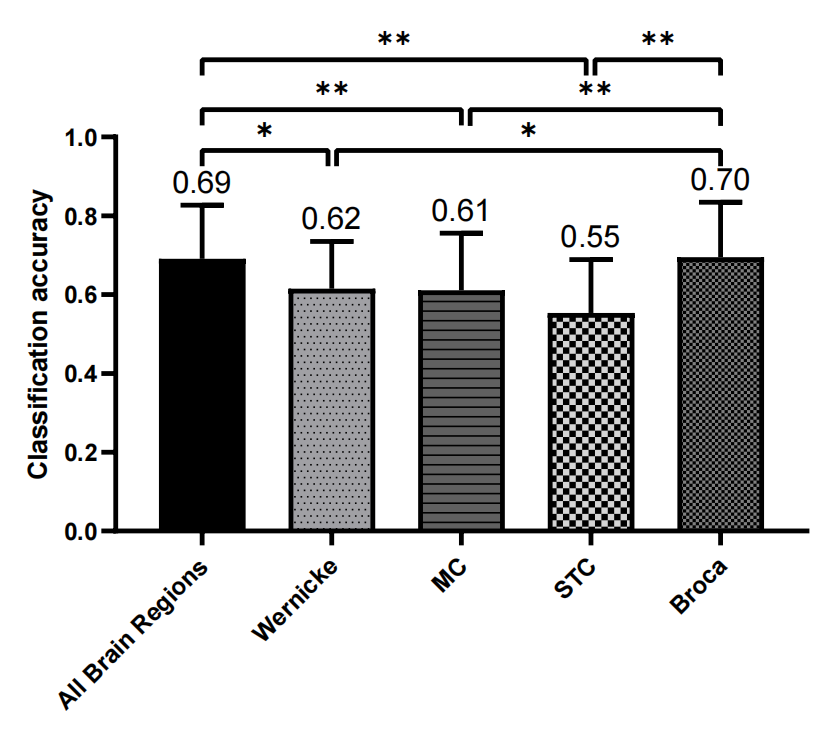 ** **
** **
* *
1.0
0.8
0.6
0.4
0.2
0.0
Classification accuracy
0.69
0.62
0.61
0.55
0.70
All Brain Regions
Wernicke
MC
STC
Broca